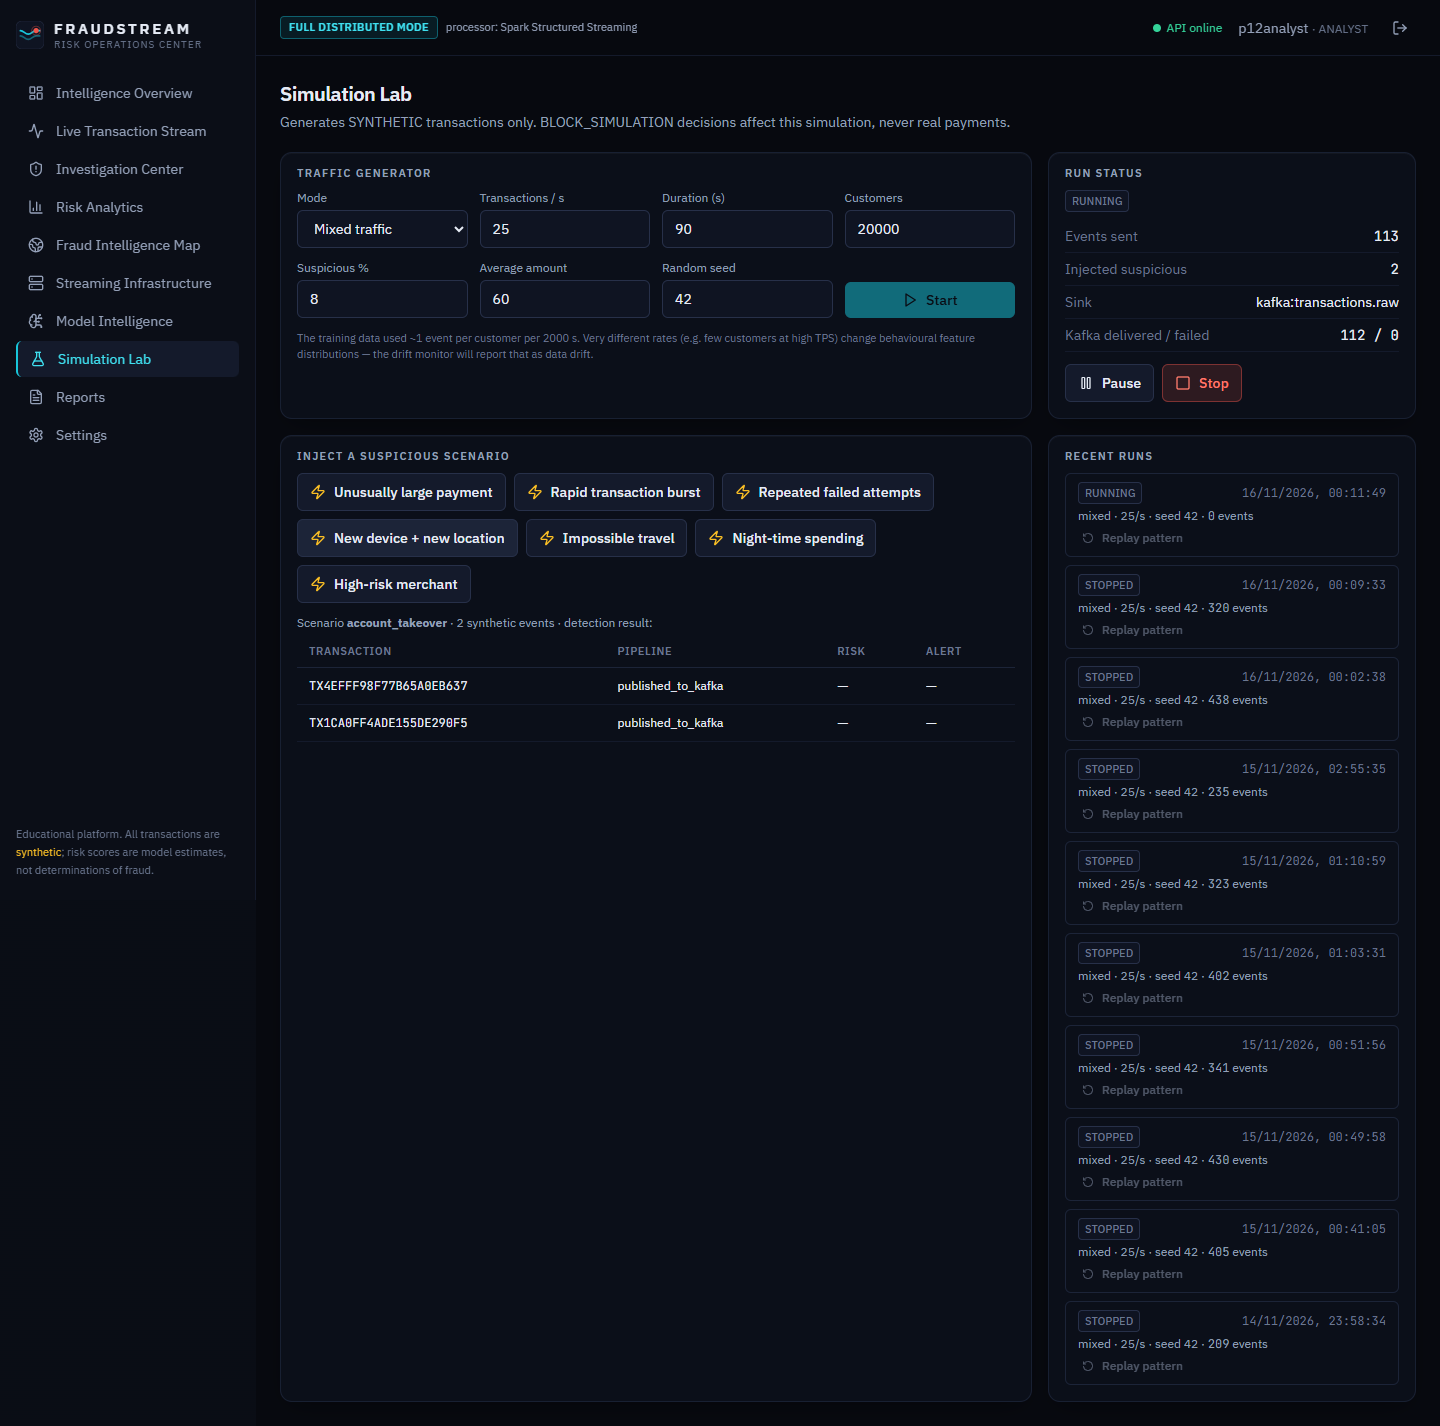 FRAUDSTREAM
RISK OPERATIONS CENTER
Intelligence Overview
Live Transaction Stream
Investigation Center
Risk Analytics
Fraud Intelligence Map
Streaming Infrastructure
Model Intelligence
Simulation Lab
Reports
Settings
Educational platform. All transactions are
synthetic; risk scores are model estimates,
not determinations of fraud.
FULL DISTRIBUTED MODE processor: Spark Structured Streaming
API online p12analyst · ANALYST
Simulation Lab
Generates SYNTHETIC transactions only. BLOCK_SIMULATION decisions affect this simulation, never real payments.
TRAFFIC GENERATOR
Mode Transactions / s Duration (s) Customers
Mixed traffic 25 90 20000
Suspicious % Average amount Random seed
8 60 42 Start
The training data used ~1 event per customer per 2000 s. Very different rates (e.g. few customers at high TPS) change behavioural feature
distributions — the drift monitor will report that as data drift.
RUN STATUS
RUNNING
Events sent 113
Injected suspicious 2
Sink kafka:transactions.raw
Kafka delivered / failed 112 / 0
Pause Stop
INJECT A SUSPICIOUS SCENARIO
Unusually large payment Rapid transaction burst Repeated failed attempts
New device + new location Impossible travel Night-time spending
High-risk merchant
Scenario account_takeover · 2 synthetic events · detection result:
TRANSACTION PIPELINE RISK ALERT
TX4EFFF98F77B65A0EB637 published_to_kafka — —
TX1CA0FF4ADE155DE290F5 published_to_kafka — —
RECENT RUNS
RUNNING 16/11/2026, 00:11:49
mixed · 25/s · seed 42 · 0 events
Replay pattern
STOPPED 16/11/2026, 00:09:33
mixed · 25/s · seed 42 · 320 events
Replay pattern
STOPPED 16/11/2026, 00:02:38
mixed · 25/s · seed 42 · 438 events
Replay pattern
STOPPED 15/11/2026, 02:55:35
mixed · 25/s · seed 42 · 235 events
Replay pattern
STOPPED 15/11/2026, 01:10:59
mixed · 25/s · seed 42 · 323 events
Replay pattern
STOPPED 15/11/2026, 01:03:31
mixed · 25/s · seed 42 · 402 events
Replay pattern
STOPPED 15/11/2026, 00:51:56
mixed · 25/s · seed 42 · 341 events
Replay pattern
STOPPED 15/11/2026, 00:49:58
mixed · 25/s · seed 42 · 430 events
Replay pattern
STOPPED 15/11/2026, 00:41:05
mixed · 25/s · seed 42 · 405 events
Replay pattern
STOPPED 14/11/2026, 23:58:34
mixed · 25/s · seed 42 · 209 events
Replay pattern